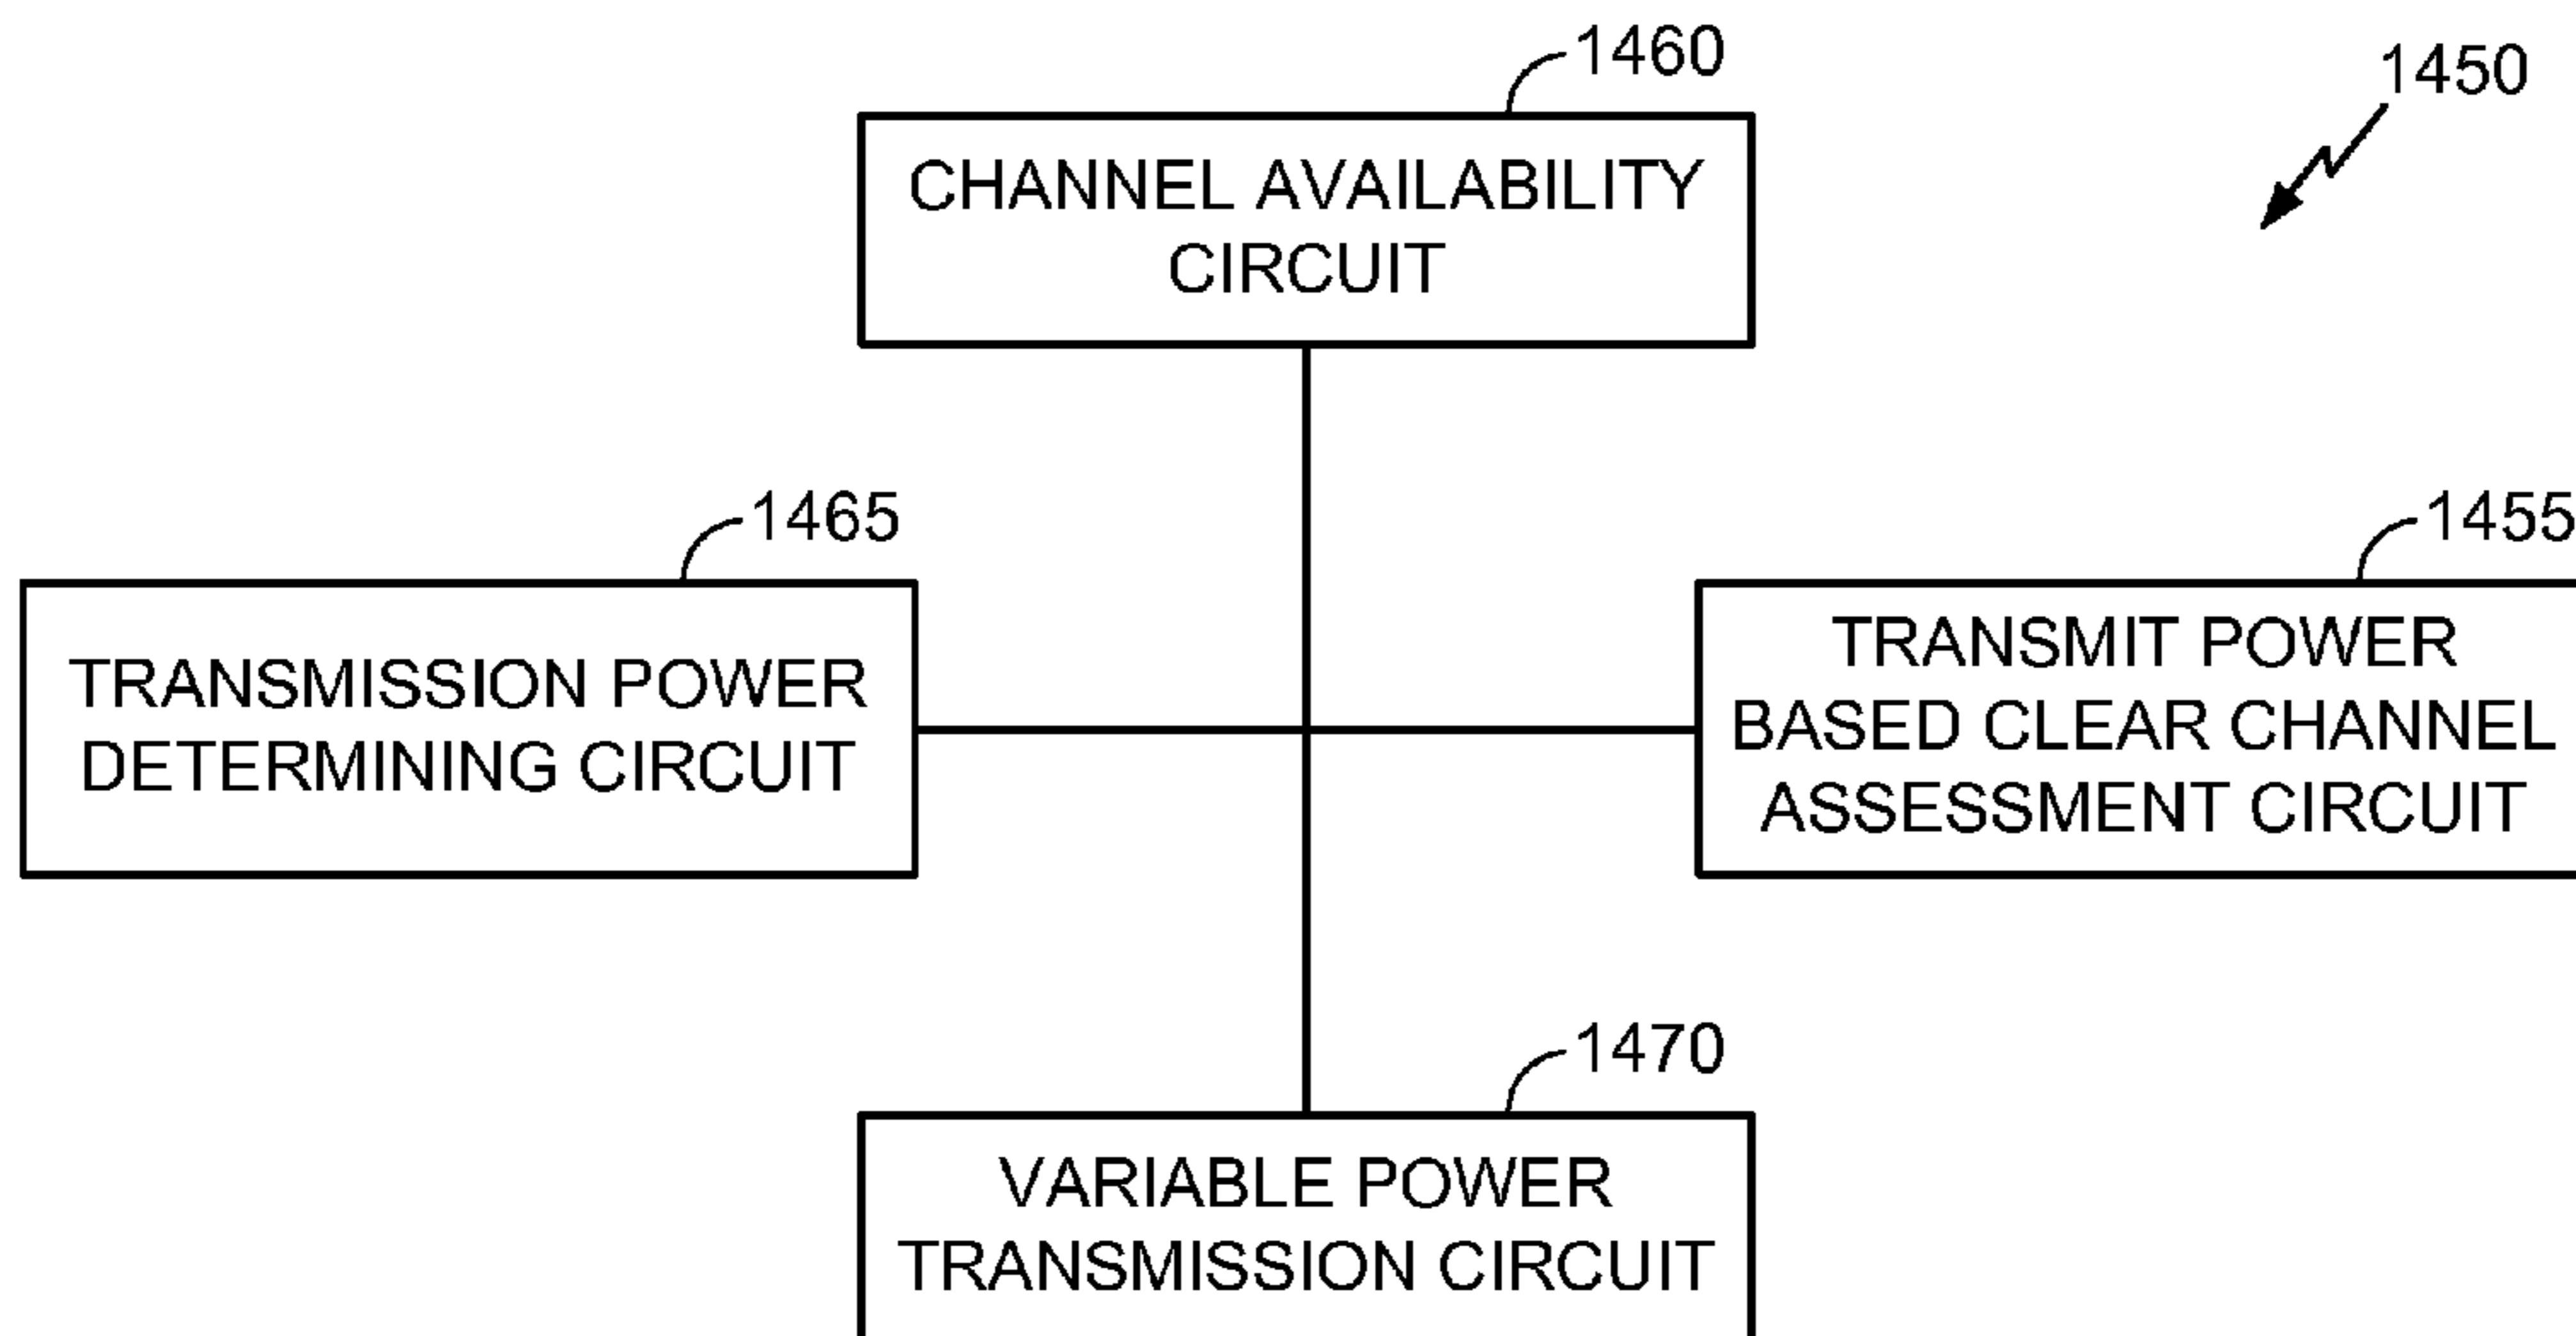 1460
1450
CHANNEL AVAILABILITY
CIRCUIT
1465
1455
TRANSMISSION POWER
DETERMINING CIRCUIT
TRANSMIT POWER
BASED CLEAR CHANNEL
ASSESSMENT CIRCUIT
1470
VARIABLE POWER
TRANSMISSION CIRCUIT